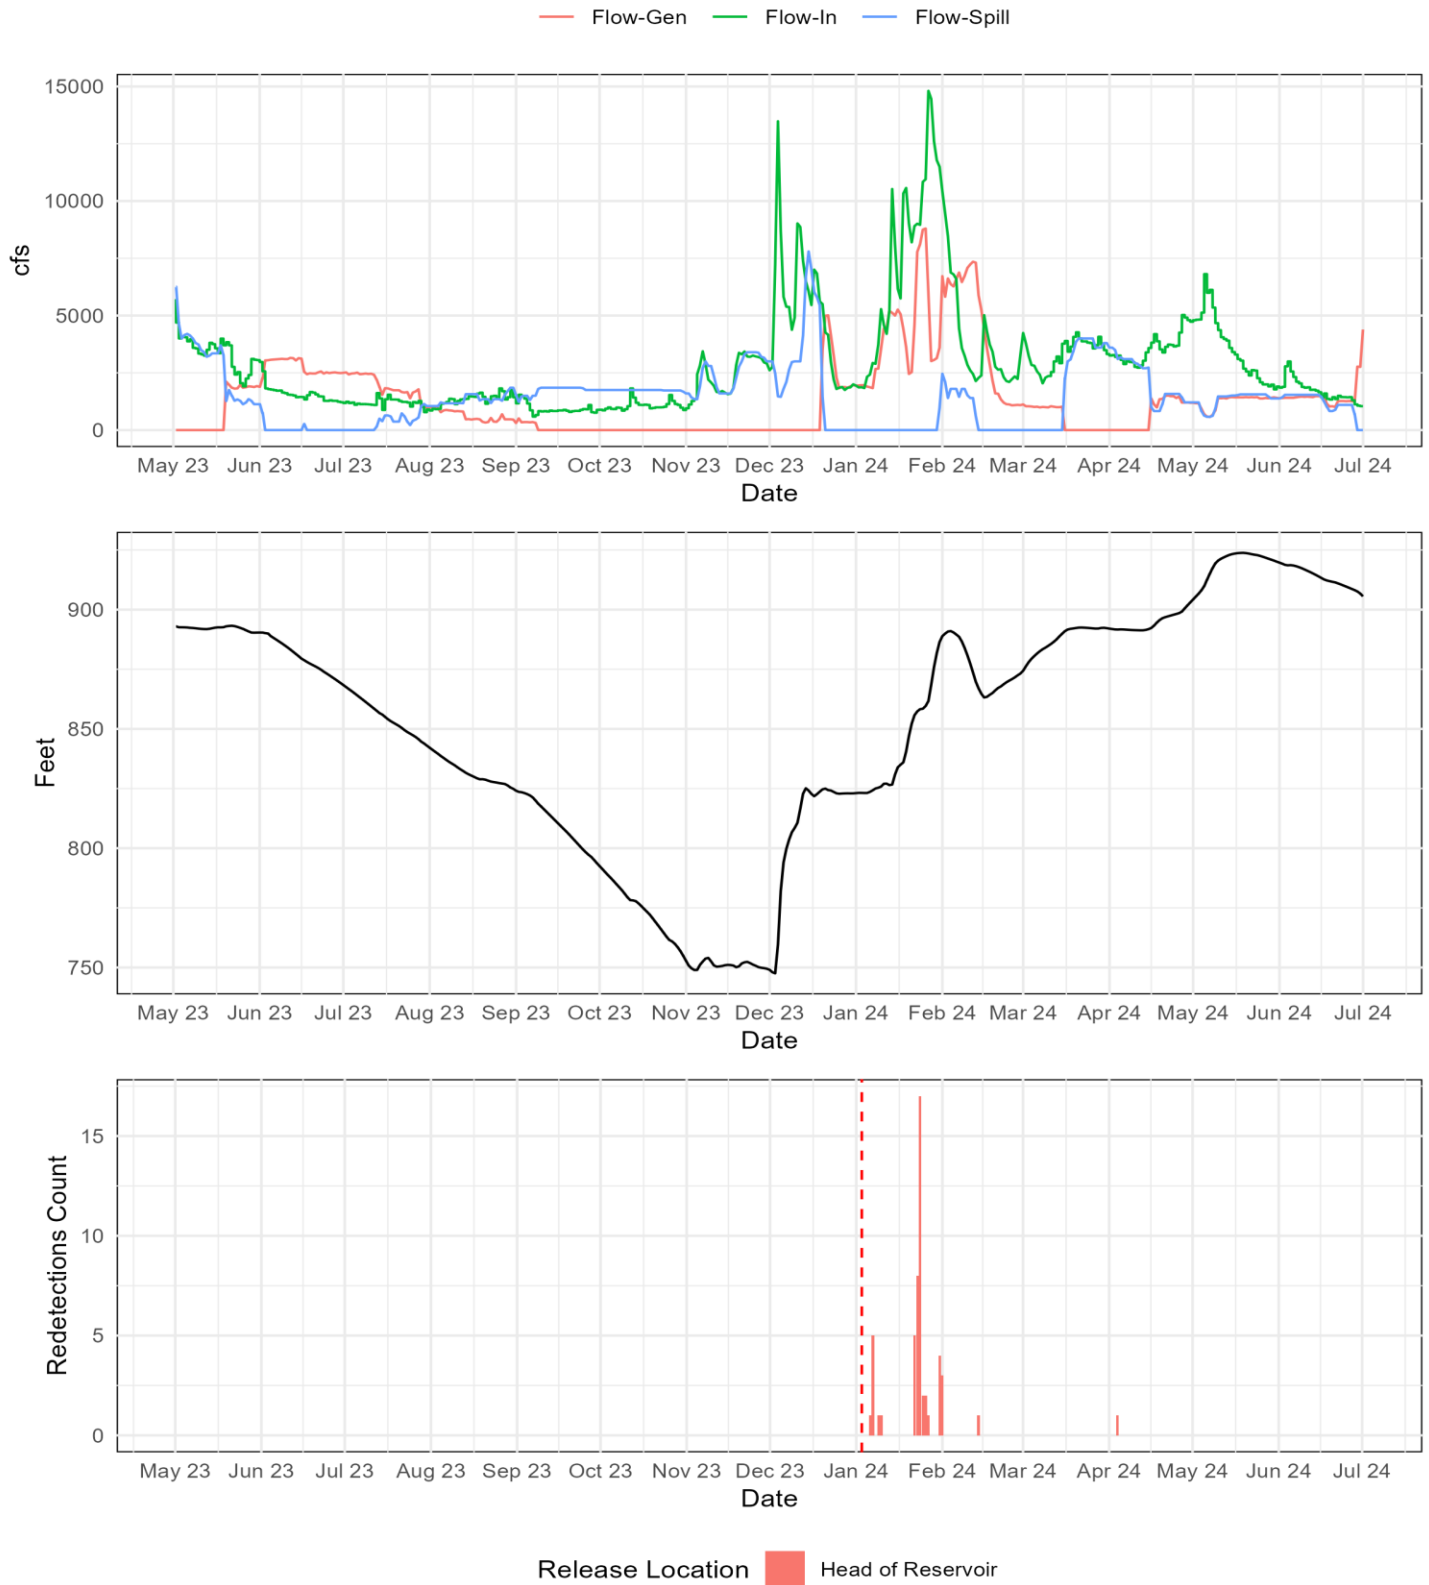 Flow-Gen Flow-In Flow-Spill
15000
10000
5000
0
cfs
May 23 Jun 23 Jul 23 Aug 23 Sep 23 Oct 23 Nov 23 Dec 23 Jan 24 Feb 24 Mar 24 Apr 24 May 24 Jun 24 Jul 24
Date
900
850
800
750
Feet
May 23 Jun 23 Jul 23 Aug 23 Sep 23 Oct 23 Nov 23 Dec 23 Jan 24 Feb 24 Mar 24 Apr 24 May 24 Jun 24 Jul 24
Date
15
10
5
0
Redetections Count
May 23 Jun 23 Jul 23 Aug 23 Sep 23 Oct 23 Nov 23 Dec 23 Jan 24 Feb 24 Mar 24 Apr 24 May 24 Jun 24 Jul 24
Date
Release Location Head of Reservoir